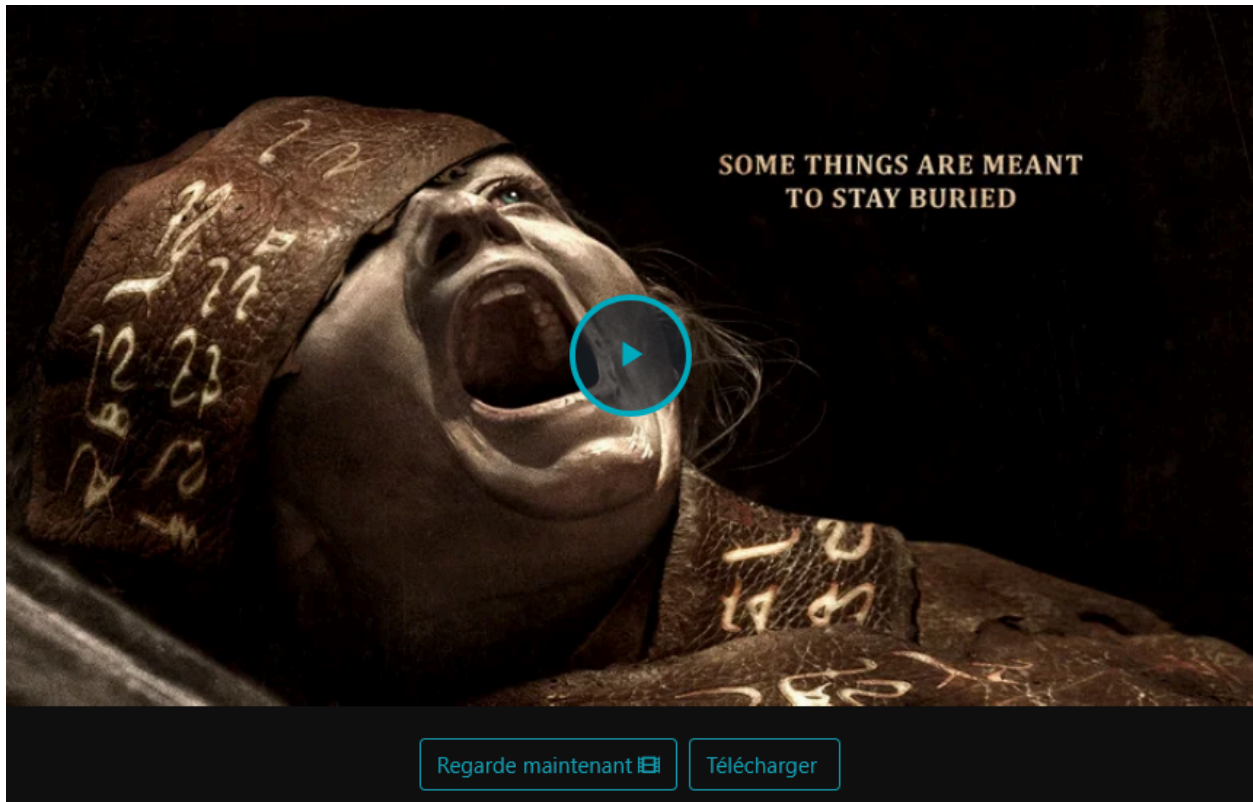 SOME THINGS ARE MEANT
TO STAY BURIED
Regarde maintenant
Télécharger